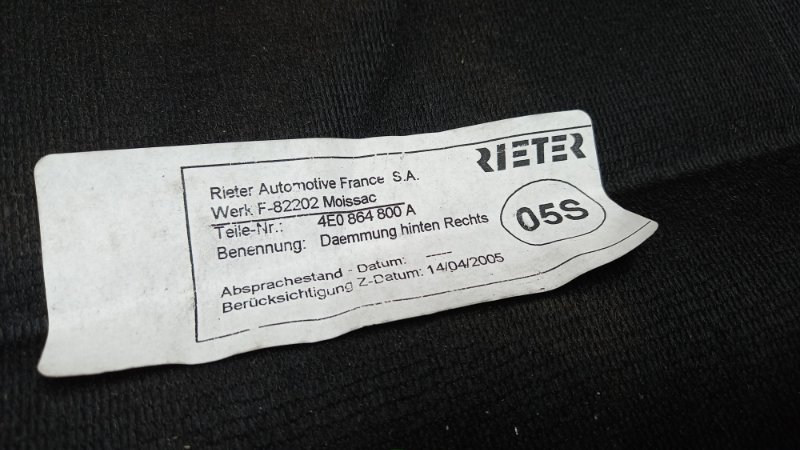 RIETER
Rieter Automotive France S.A.
Werk F-82202 Moissac
Teile-Nr.: 4E0 864 800 A
Benennung: Daemmung hinten Rechts
05S
Absprachestand - Datum: ---
Berücksichtigung Z-Datum: 14/04/2005